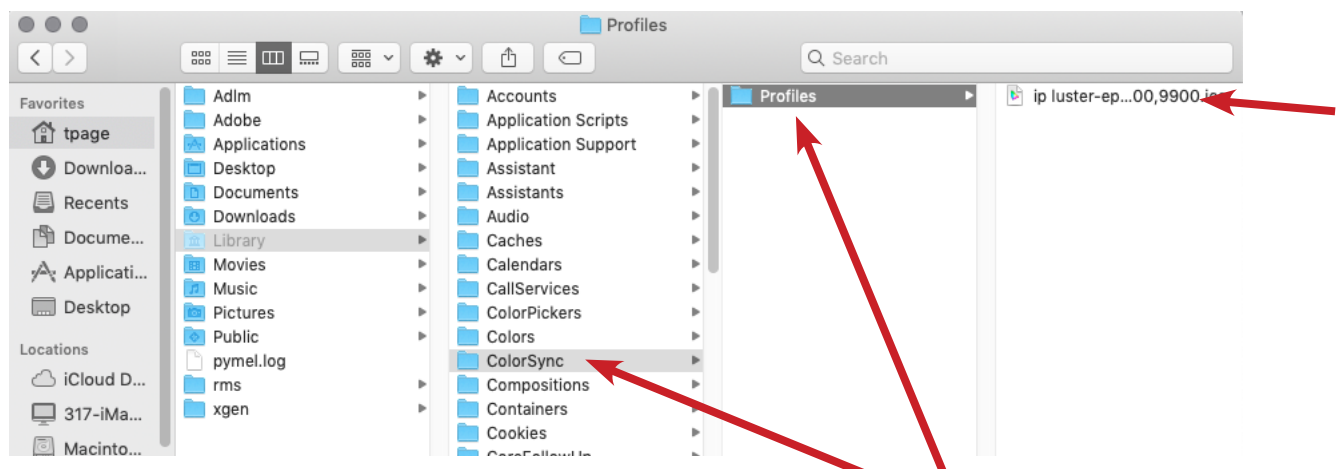 Profiles
Search
Favorites
tpage
Downloa...
Recents
Docume...
Applicati...
Desktop
Locations
iCloud D...
317-iMa...
Macinto...
Adlm
Adobe
Applications
Desktop
Documents
Downloads
Library
Movies
Music
Pictures
Public
pymel.log
rms
xgen
Accounts
Application Scripts
Application Support
Assistant
Assistants
Audio
Caches
Calendars
CallServices
ColorPickers
Colors
ColorSync
Compositions
Containers
Cookies
Profiles
ip luster-ep...00,9900.icc